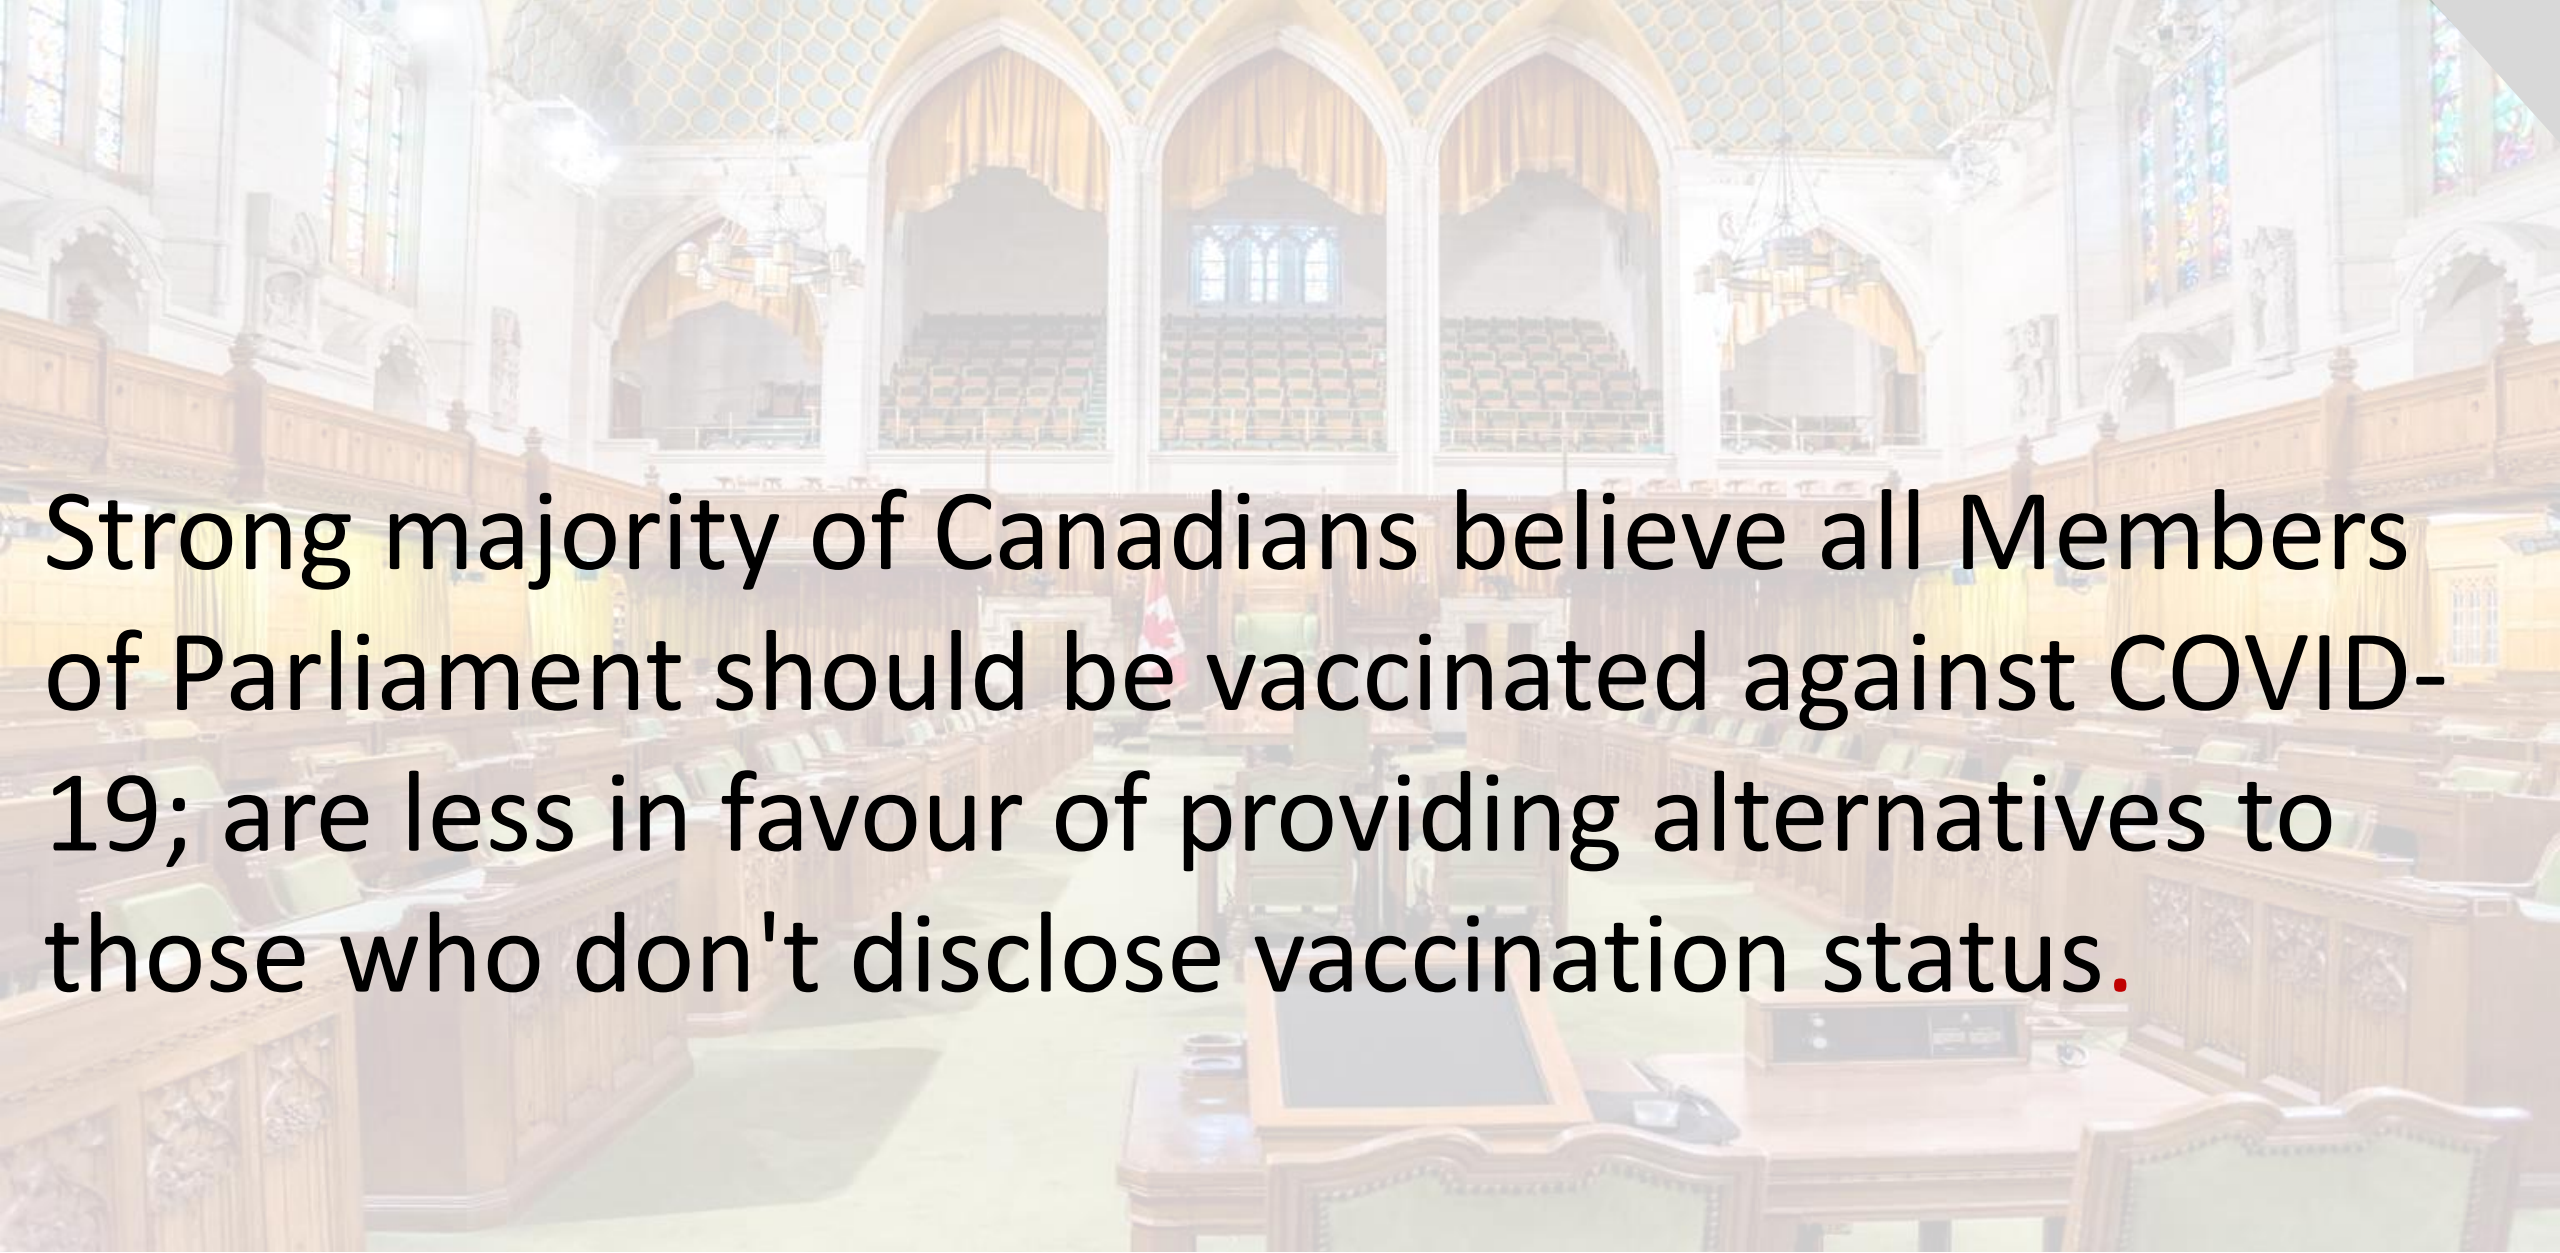 Strong majority of Canadians believe all Members
of Parliament should be vaccinated against COVID-
19; are less in favour of providing alternatives to
those who don't disclose vaccination status.